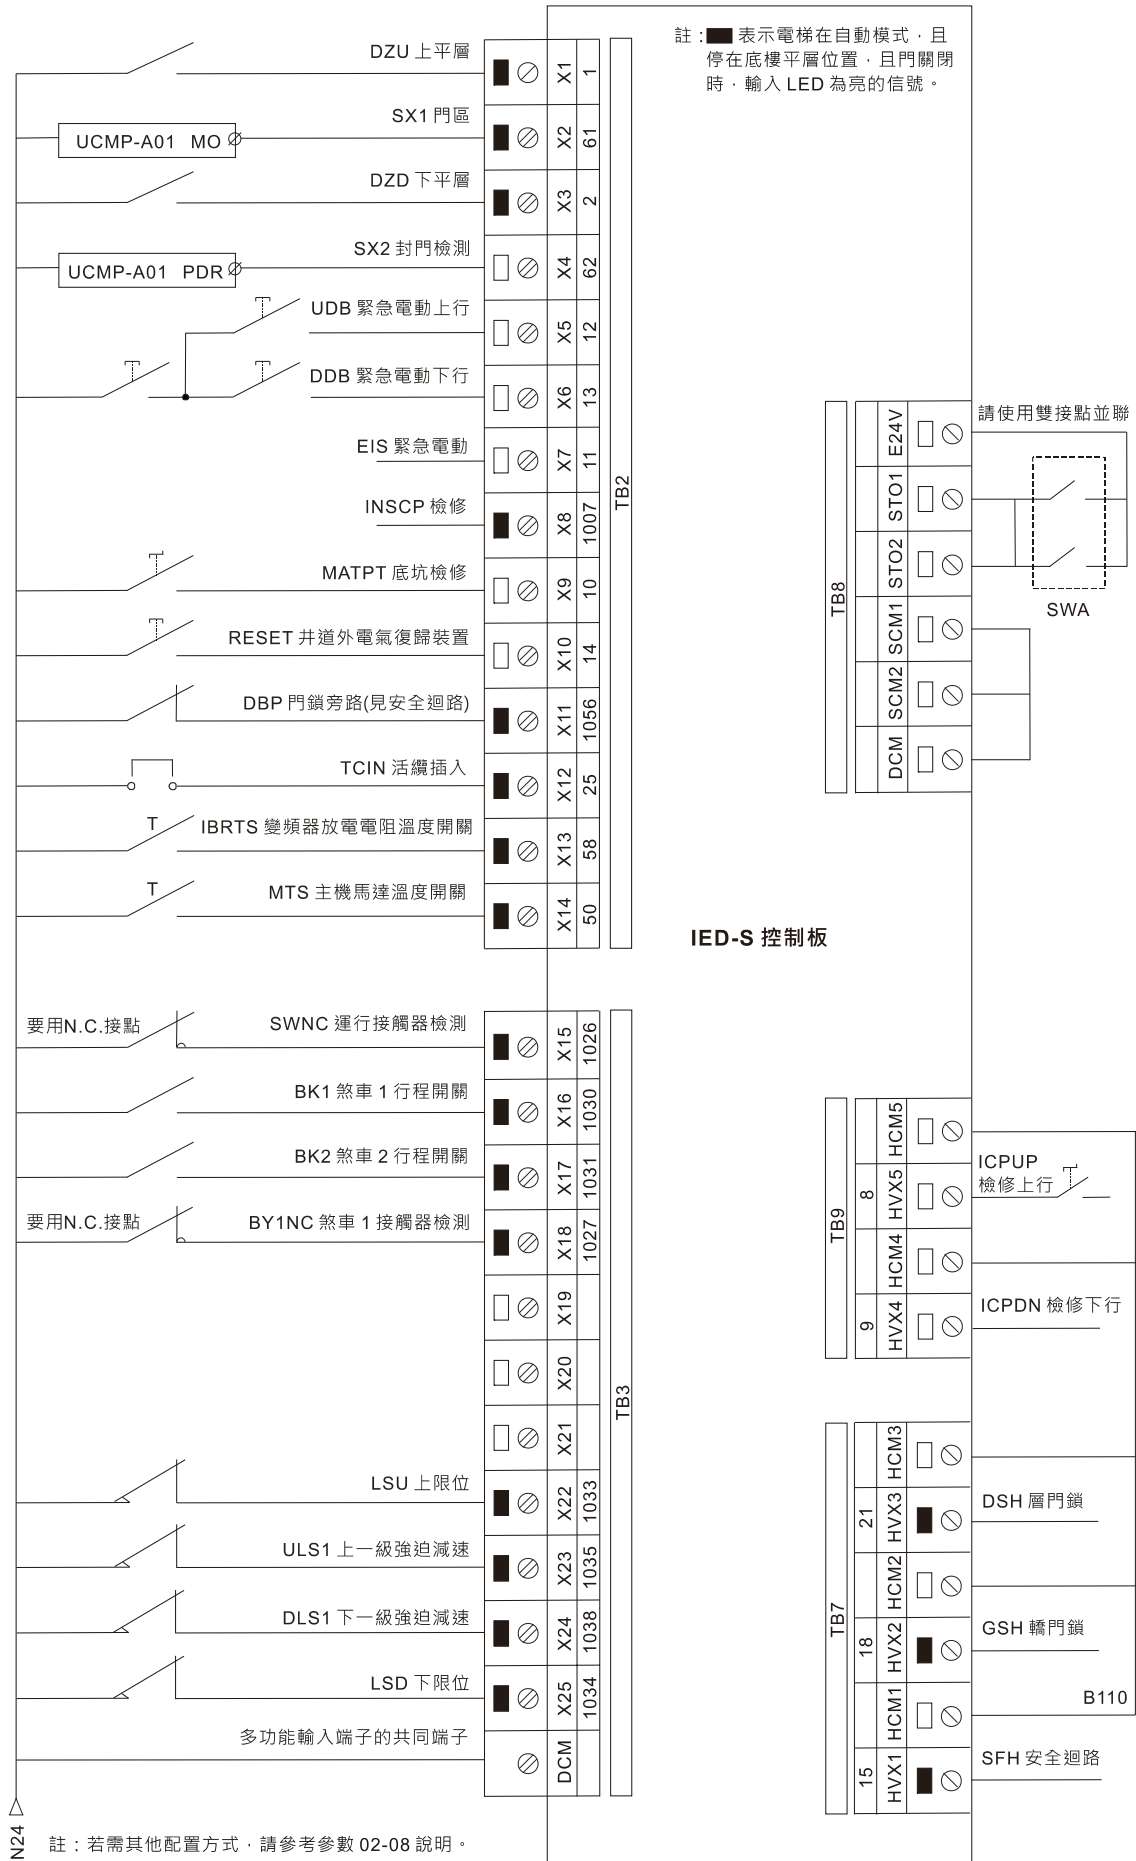 註:■ 表示電梯在自動模式,且
停在底樓平層位置,且門關閉
時,輸入 LED 為亮的信號。
DZU 上平層
X1
1
SX1 門區
UCMP-A01 MO
X2
61
DZD 下平層
X3
2
SX2 封門檢測
UCMP-A01 PDR
X4
62
UDB 緊急電動上行
X5
12
DDB 緊急電動下行
X6
13
EIS 緊急電動
X7
11
INSCP 檢修
X8
1007
MATPT 底坑檢修
X9
10
RESET 井道外電氣復歸裝置
X10
14
DBP 門鎖旁路(見安全迴路)
X11
1056
TCIN 活纜插入
X12
25
T
IBRTS 變頻器放電電阻溫度開關
X13
58
T
MTS 主機馬達溫度開關
X14
50
TB2
IED-S 控制板
要用N.C.接點
SWNC 運行接觸器檢測
X15
1026
BK1 煞車 1 行程開關
X16
1030
BK2 煞車 2 行程開關
X17
1031
要用N.C.接點
BY1NC 煞車 1 接觸器檢測
X18
1027
X19
X20
X21
LSU 上限位
X22
1033
ULS1 上一級強迫減速
X23
1035
DLS1 下一級強迫減速
X24
1038
LSD 下限位
X25
1034
多功能輸入端子的共同端子
DCM
TB3
N24
註:若需其他配置方式,請參考參數 02-08 說明。
TB8
E24V
請使用雙接點並聯
STO1
STO2
SWA
SCM1
SCM2
DCM
TB9
HCM5
8
HVX5
ICPUP
檢修上行
HCM4
9
HVX4
ICPDN 檢修下行
TB7
HCM3
21
HVX3
DSH 層門鎖
HCM2
18
HVX2
GSH 轎門鎖
HCM1
B110
15
HVX1
SFH 安全迴路